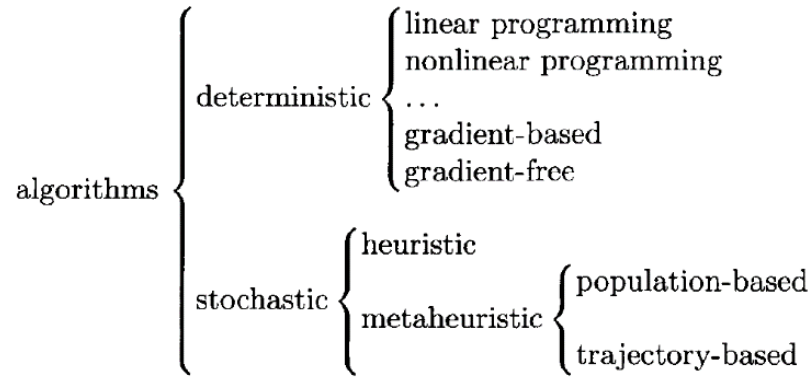 linear programming
nonlinear programming
deterministic
...
gradient-based
gradient-free
algorithms
heuristic
population-based
stochastic
metaheuristic
trajectory-based